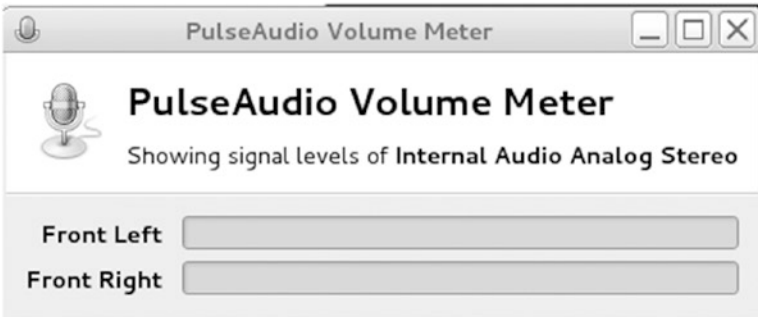 PulseAudio Volume Meter
PulseAudio Volume Meter
Showing signal levels of Internal Audio Analog Stereo
Front Left
Front Right